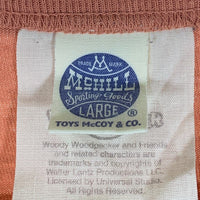 TRADE MARK
M
McHILL
Sporting-Goods
LARGE ®
TOYS McCOY & CO.
Woody Woodpecker and Friends
and related characters are
trademarks and copyrights of
Walter Lantz Productions LLC.
Licensed by Universal Studios
All Rights